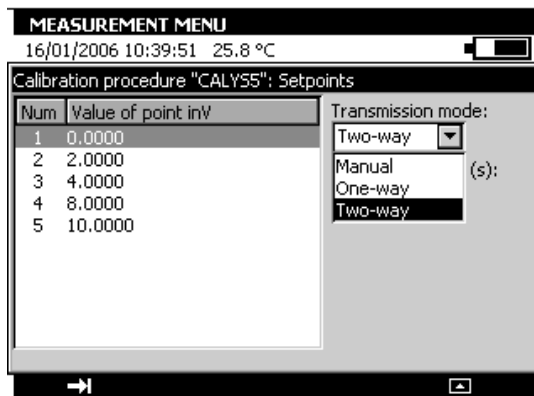 MEASUREMENT MENU
16/01/2006 10:39:51 25.8 °C
Calibration procedure "CALYS5": Setpoints
Num Value of point inV
1 0.0000
2 2.0000
3 4.0000
4 8.0000
5 10.0000
Transmission mode:
Two-way
Manual
One-way
Two-way
(s):